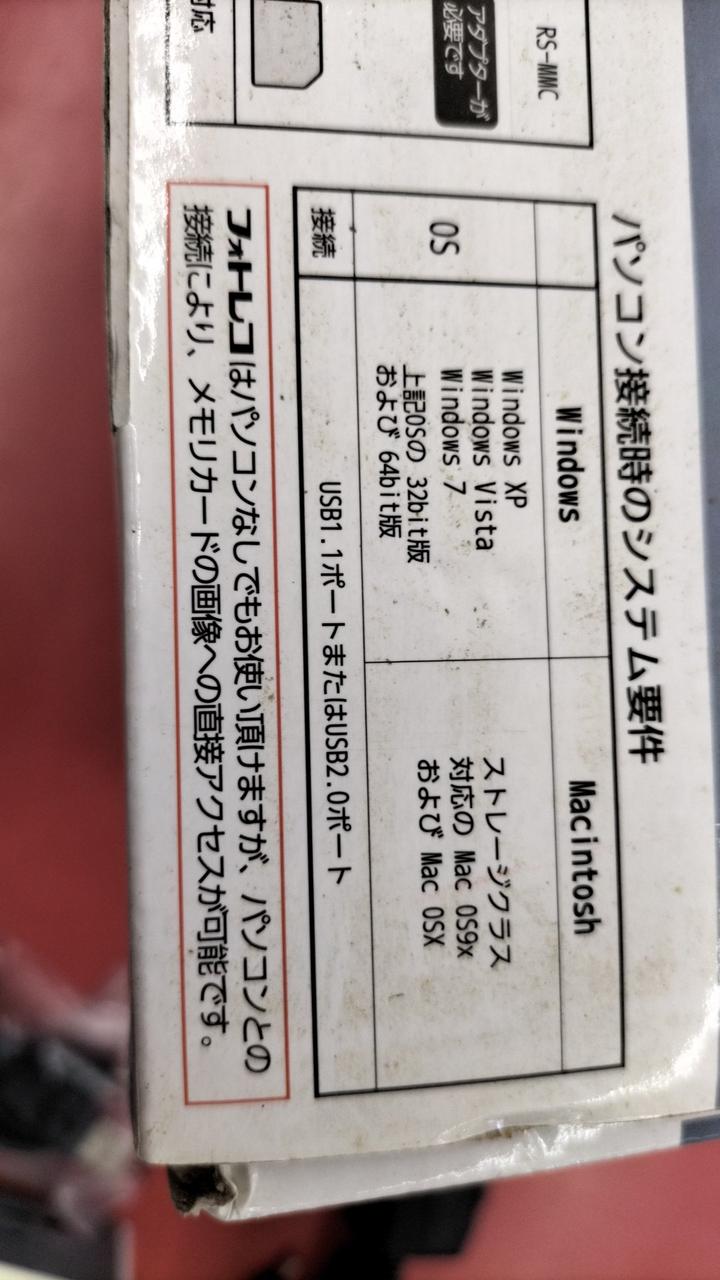 RS-MMC
アダプターが
必要です
対応
パソコン接続時のシステム要件
Windows
Macintosh
OS
Windows XP
Windows Vista
Windows 7
上記OSの 32bit版
および 64bit版
ストレージクラス
対応の Mac OS9x
および Mac OSX
接続
USB1.1ポートまたはUSB2.0ポート
フォトレコはパソコンなしでもお使い頂けますが、パソコンとの
接続により、メモリカードの画像への直接アクセスが可能です。